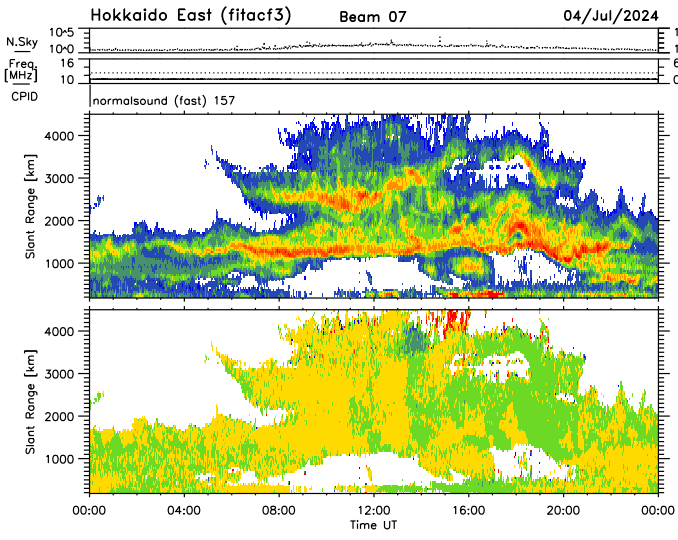 Hokkaido East (fitacf3) Beam 07 04/Jul/2024
N.Sky 10^5 10^0 1 1
Freq. [MHz] 16 10 6 0
CPID normalsound (fast) 157
Slant Range [km] 4000 3000 2000 1000
Slant Range [km] 4000 3000 2000 1000
00:00 04:00 08:00 12:00 16:00 20:00 00:00
Time UT